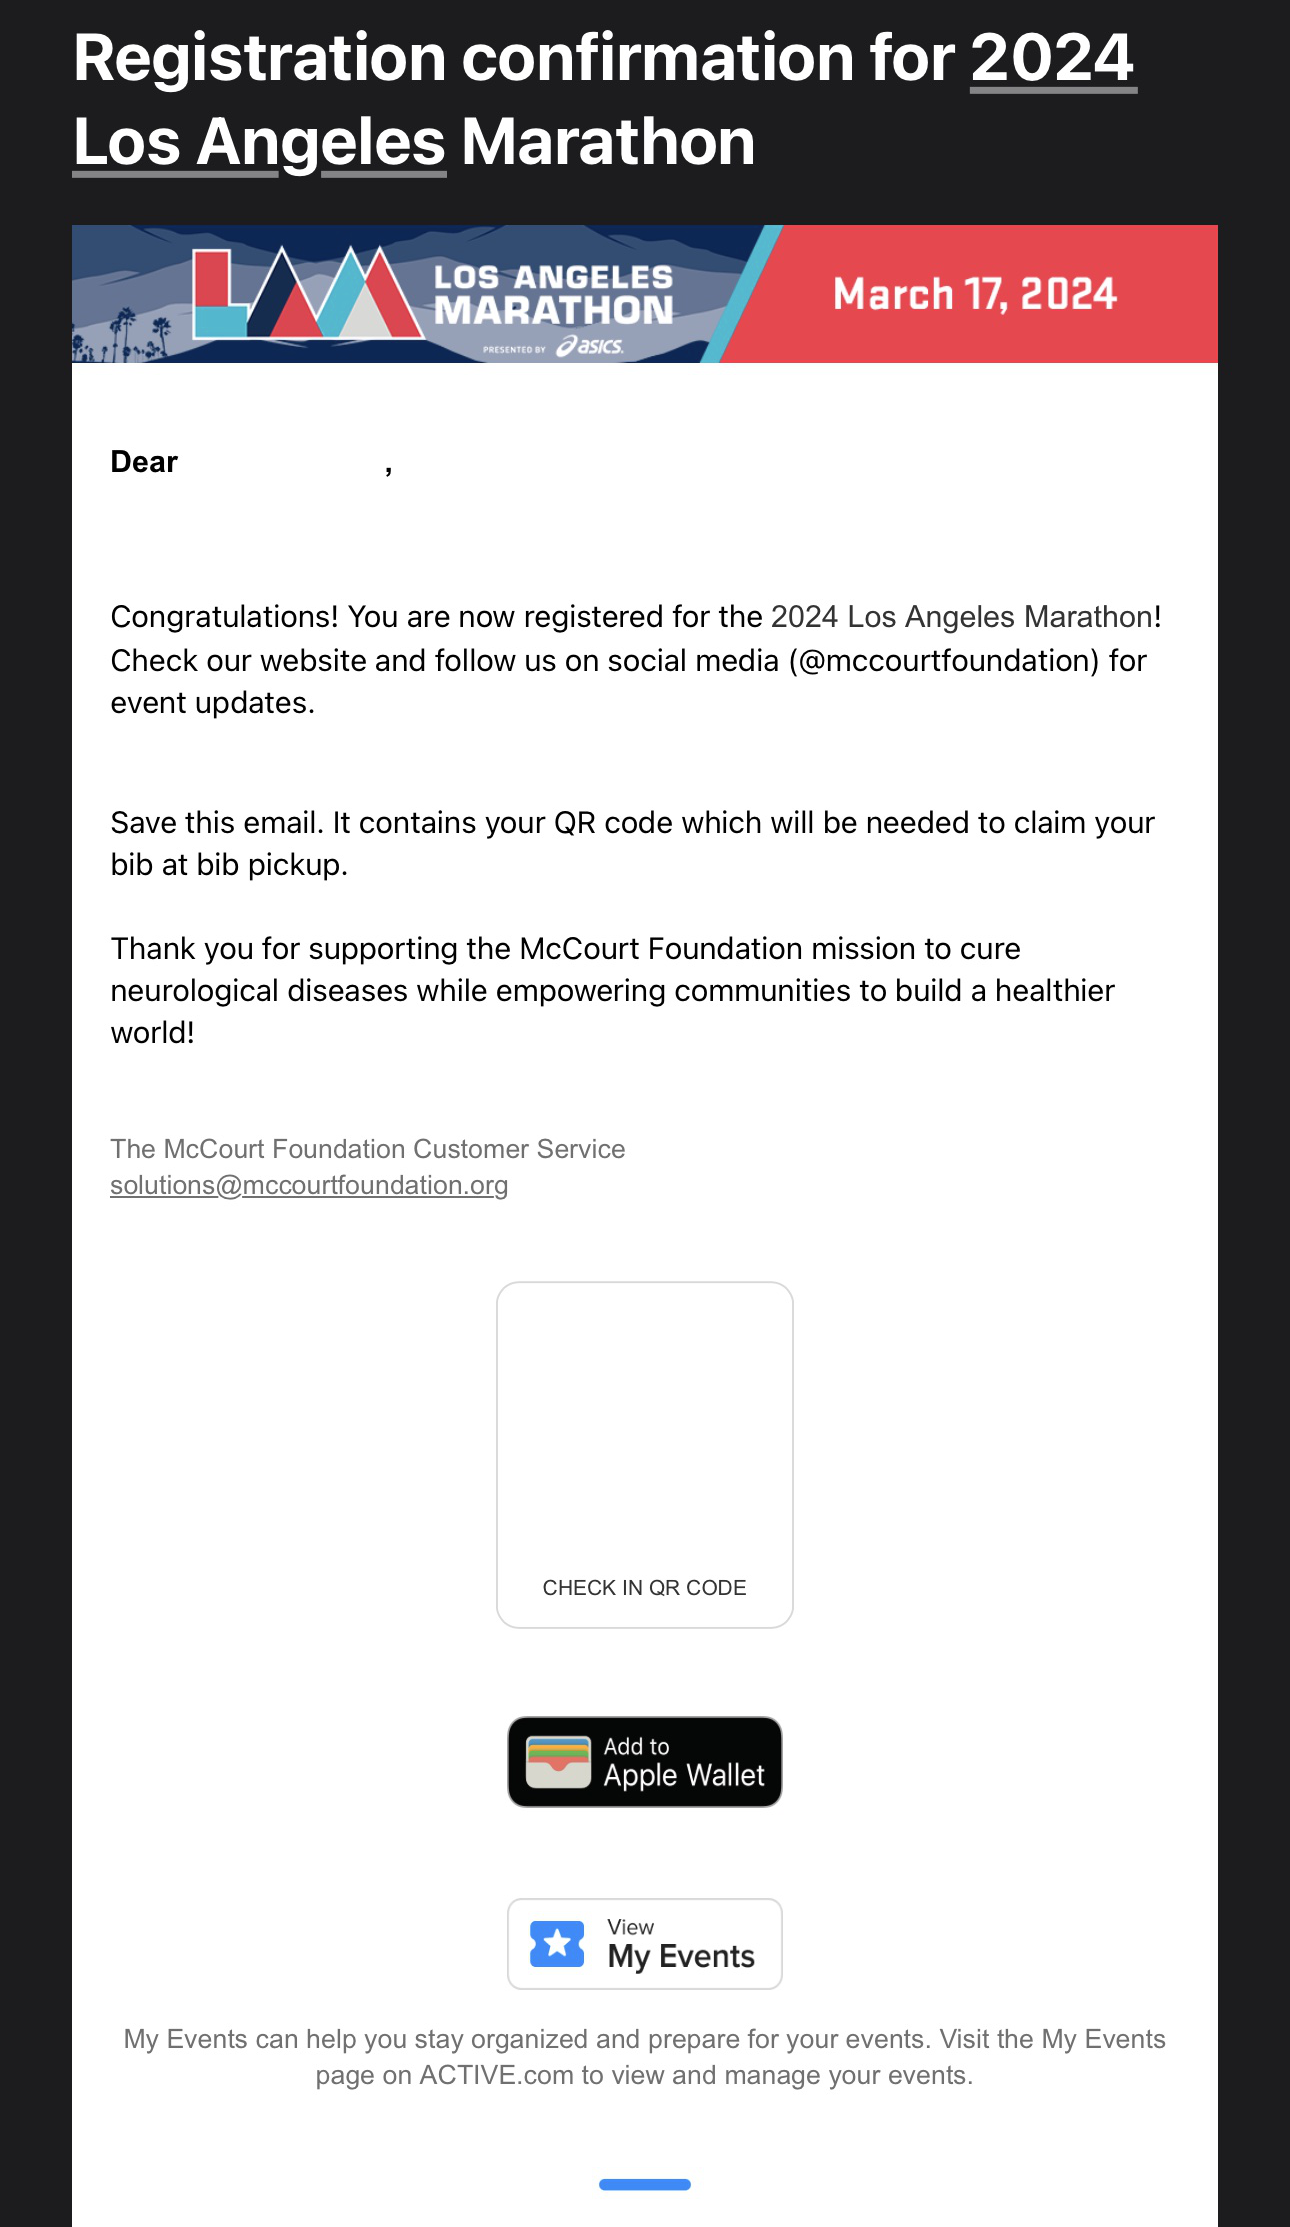 Registration confirmation for 2024
Los Angeles Marathon
LOS ANGELES
MARATHON
PRESENTED BY asics.
March 17, 2024
Dear ,
Congratulations! You are now registered for the 2024 Los Angeles Marathon!
Check our website and follow us on social media (@mccourtfoundation) for
event updates.
Save this email. It contains your QR code which will be needed to claim your
bib at bib pickup.
Thank you for supporting the McCourt Foundation mission to cure
neurological diseases while empowering communities to build a healthier
world!
The McCourt Foundation Customer Service
solutions@mccourtfoundation.org
CHECK IN QR CODE
Add to
Apple Wallet
View
My Events
My Events can help you stay organized and prepare for your events. Visit the My Events
page on ACTIVE.com to view and manage your events.